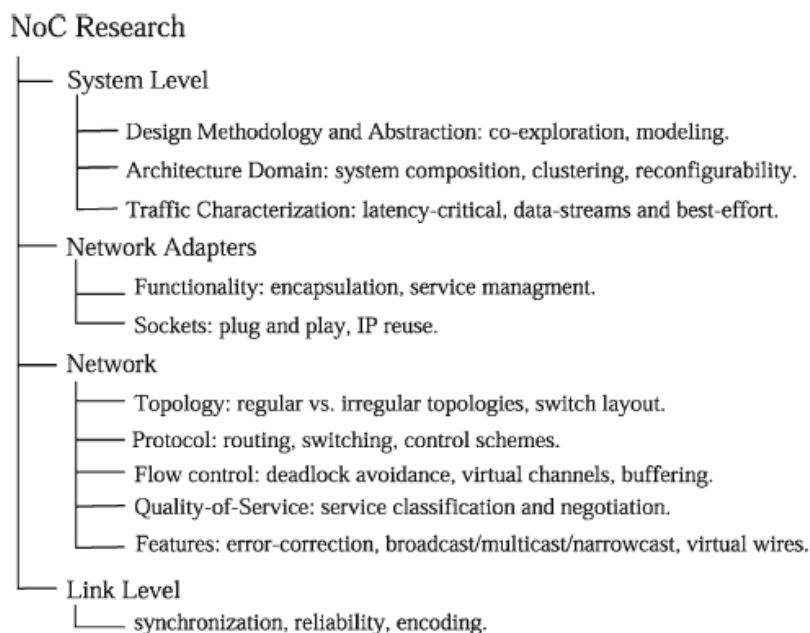 NoC Research
System Level
Design Methodology and Abstraction: co-exploration, modeling.
Architecture Domain: system composition, clustering, reconfigurability.
Traffic Characterization: latency-critical, data-streams and best-effort.
Network Adapters
Functionality: encapsulation, service managment.
Sockets: plug and play, IP reuse.
Network
Topology: regular vs. irregular topologies, switch layout.
Protocol: routing, switching, control schemes.
Flow control: deadlock avoidance, virtual channels, buffering.
Quality-of-Service: service classification and negotiation.
Features: error-correction, broadcast/multicast/narrowcast, virtual wires.
Link Level
synchronization, reliability, encoding.